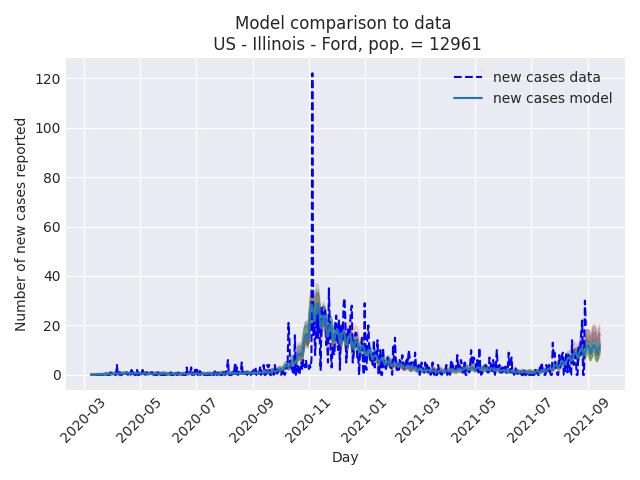 Model comparison to data
US - Illinois - Ford, pop. = 12961
new cases data
new cases model
Number of new cases reported
120
100
80
60
40
20
0
2020-03
2020-05
2020-07
2020-09
2020-11
2021-01
2021-03
2021-05
2021-07
2021-09
Day